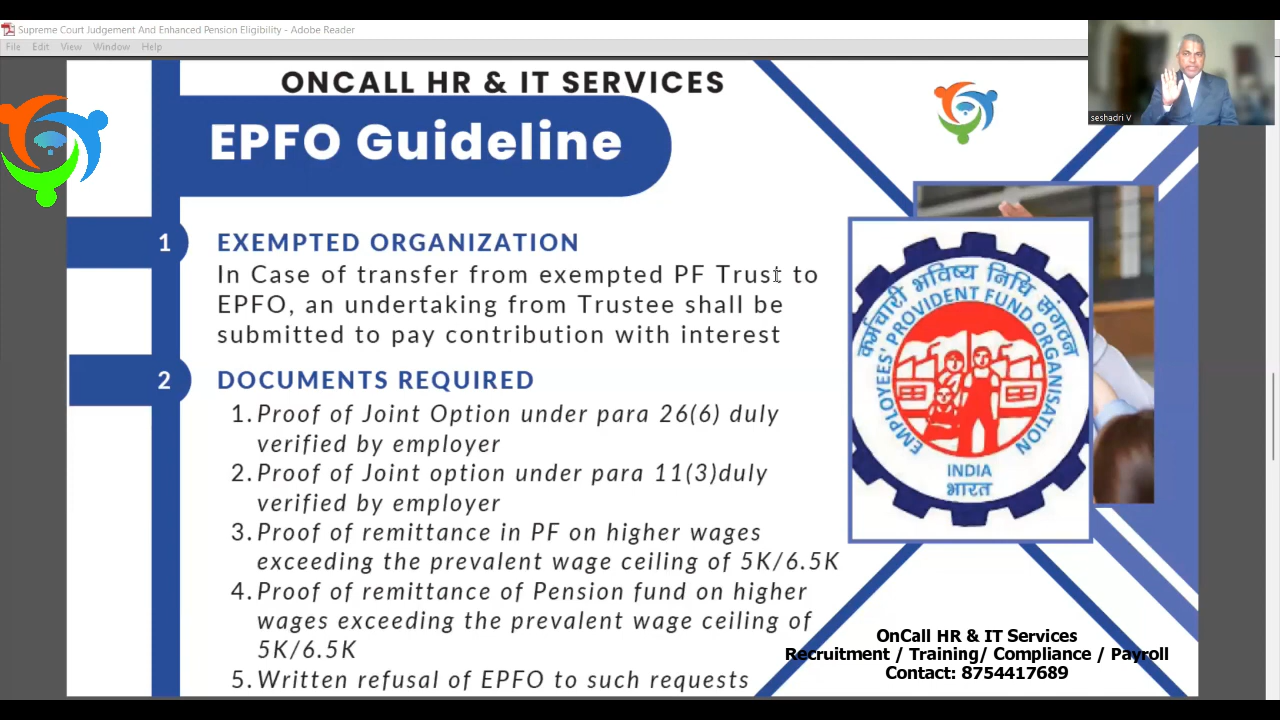 Supreme Court Judgement And Enhanced Pension Eligibility - Adobe Reader
File Edit View Window Help
ONCALL HR & IT SERVICES
EPFO Guideline
seshadri V
1 EXEMPTED ORGANIZATION
In Case of transfer from exempted PF Trust to
EPFO, an undertaking from Trustee shall be
submitted to pay contribution with interest
2 DOCUMENTS REQUIRED
1. Proof of Joint Option under para 26(6) duly
verified by employer
2. Proof of Joint option under para 11(3)duly
verified by employer
3. Proof of remittance in PF on higher wages
exceeding the prevalent wage ceiling of 5K/6.5K
4. Proof of remittance of Pension fund on higher
wages exceeding the prevalent wage ceiling of
5K/6.5K
5. Written refusal of EPFO to such requests
कर्मचारी भविष्य निधि संगठन
EMPLOYEES' PROVIDENT FUND ORGANISATION
INDIA
भारत
OnCall HR & IT Services
Recruitment / Training/ Compliance / Payroll
Contact: 8754417689